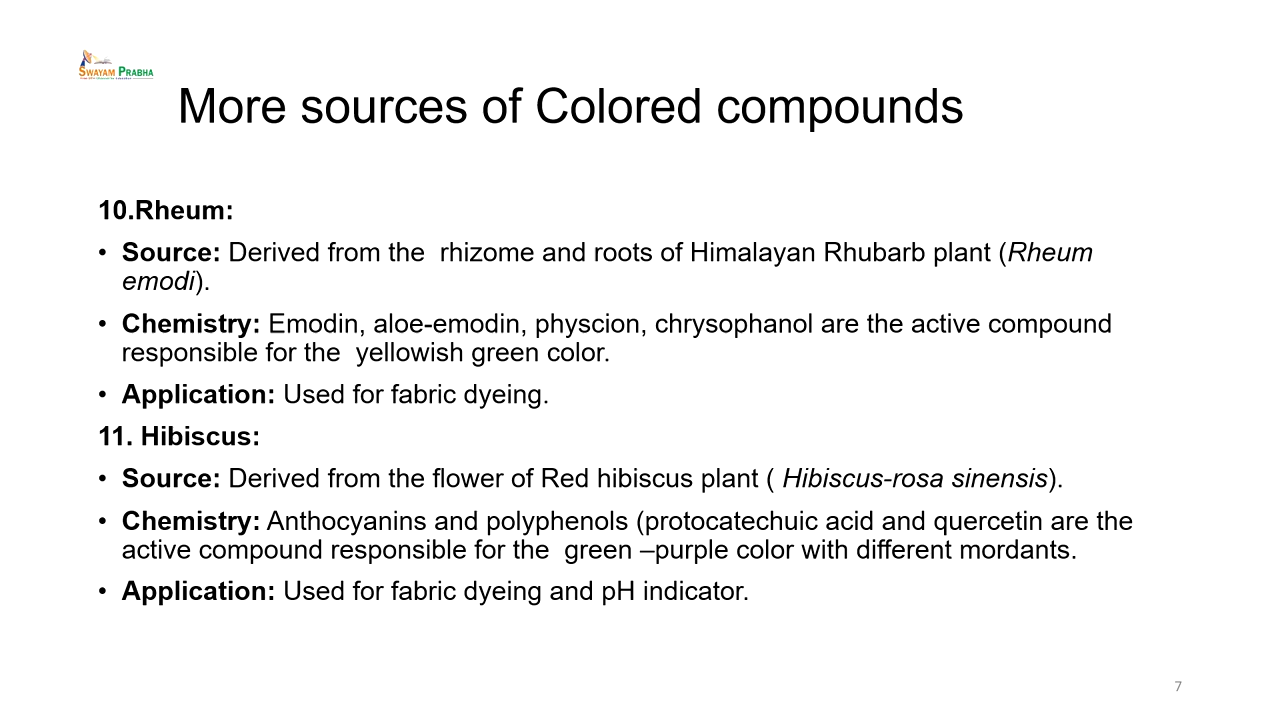 SWAYAM PRABHA
More sources of Colored compounds
10.Rheum:
• Source: Derived from the  rhizome and roots of Himalayan Rhubarb plant (Rheum
emodi).
• Chemistry: Emodin, aloe-emodin, physcion, chrysophanol are the active compound
responsible for the  yellowish green color.
• Application: Used for fabric dyeing.
11. Hibiscus:
• Source: Derived from the flower of Red hibiscus plant ( Hibiscus-rosa sinensis).
• Chemistry: Anthocyanins and polyphenols (protocatechuic acid and quercetin are the
active compound responsible for the  green –purple color with different mordants.
• Application: Used for fabric dyeing and pH indicator.
7